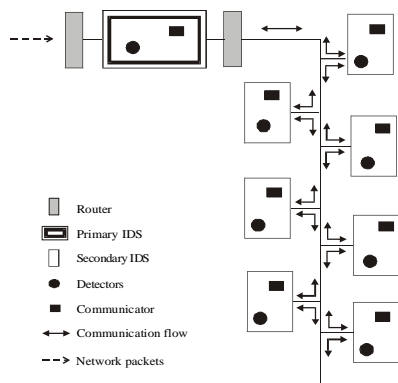 Router
Primary IDS
Secondary IDS
Detectors
Communicator
Communication flow
Network packets